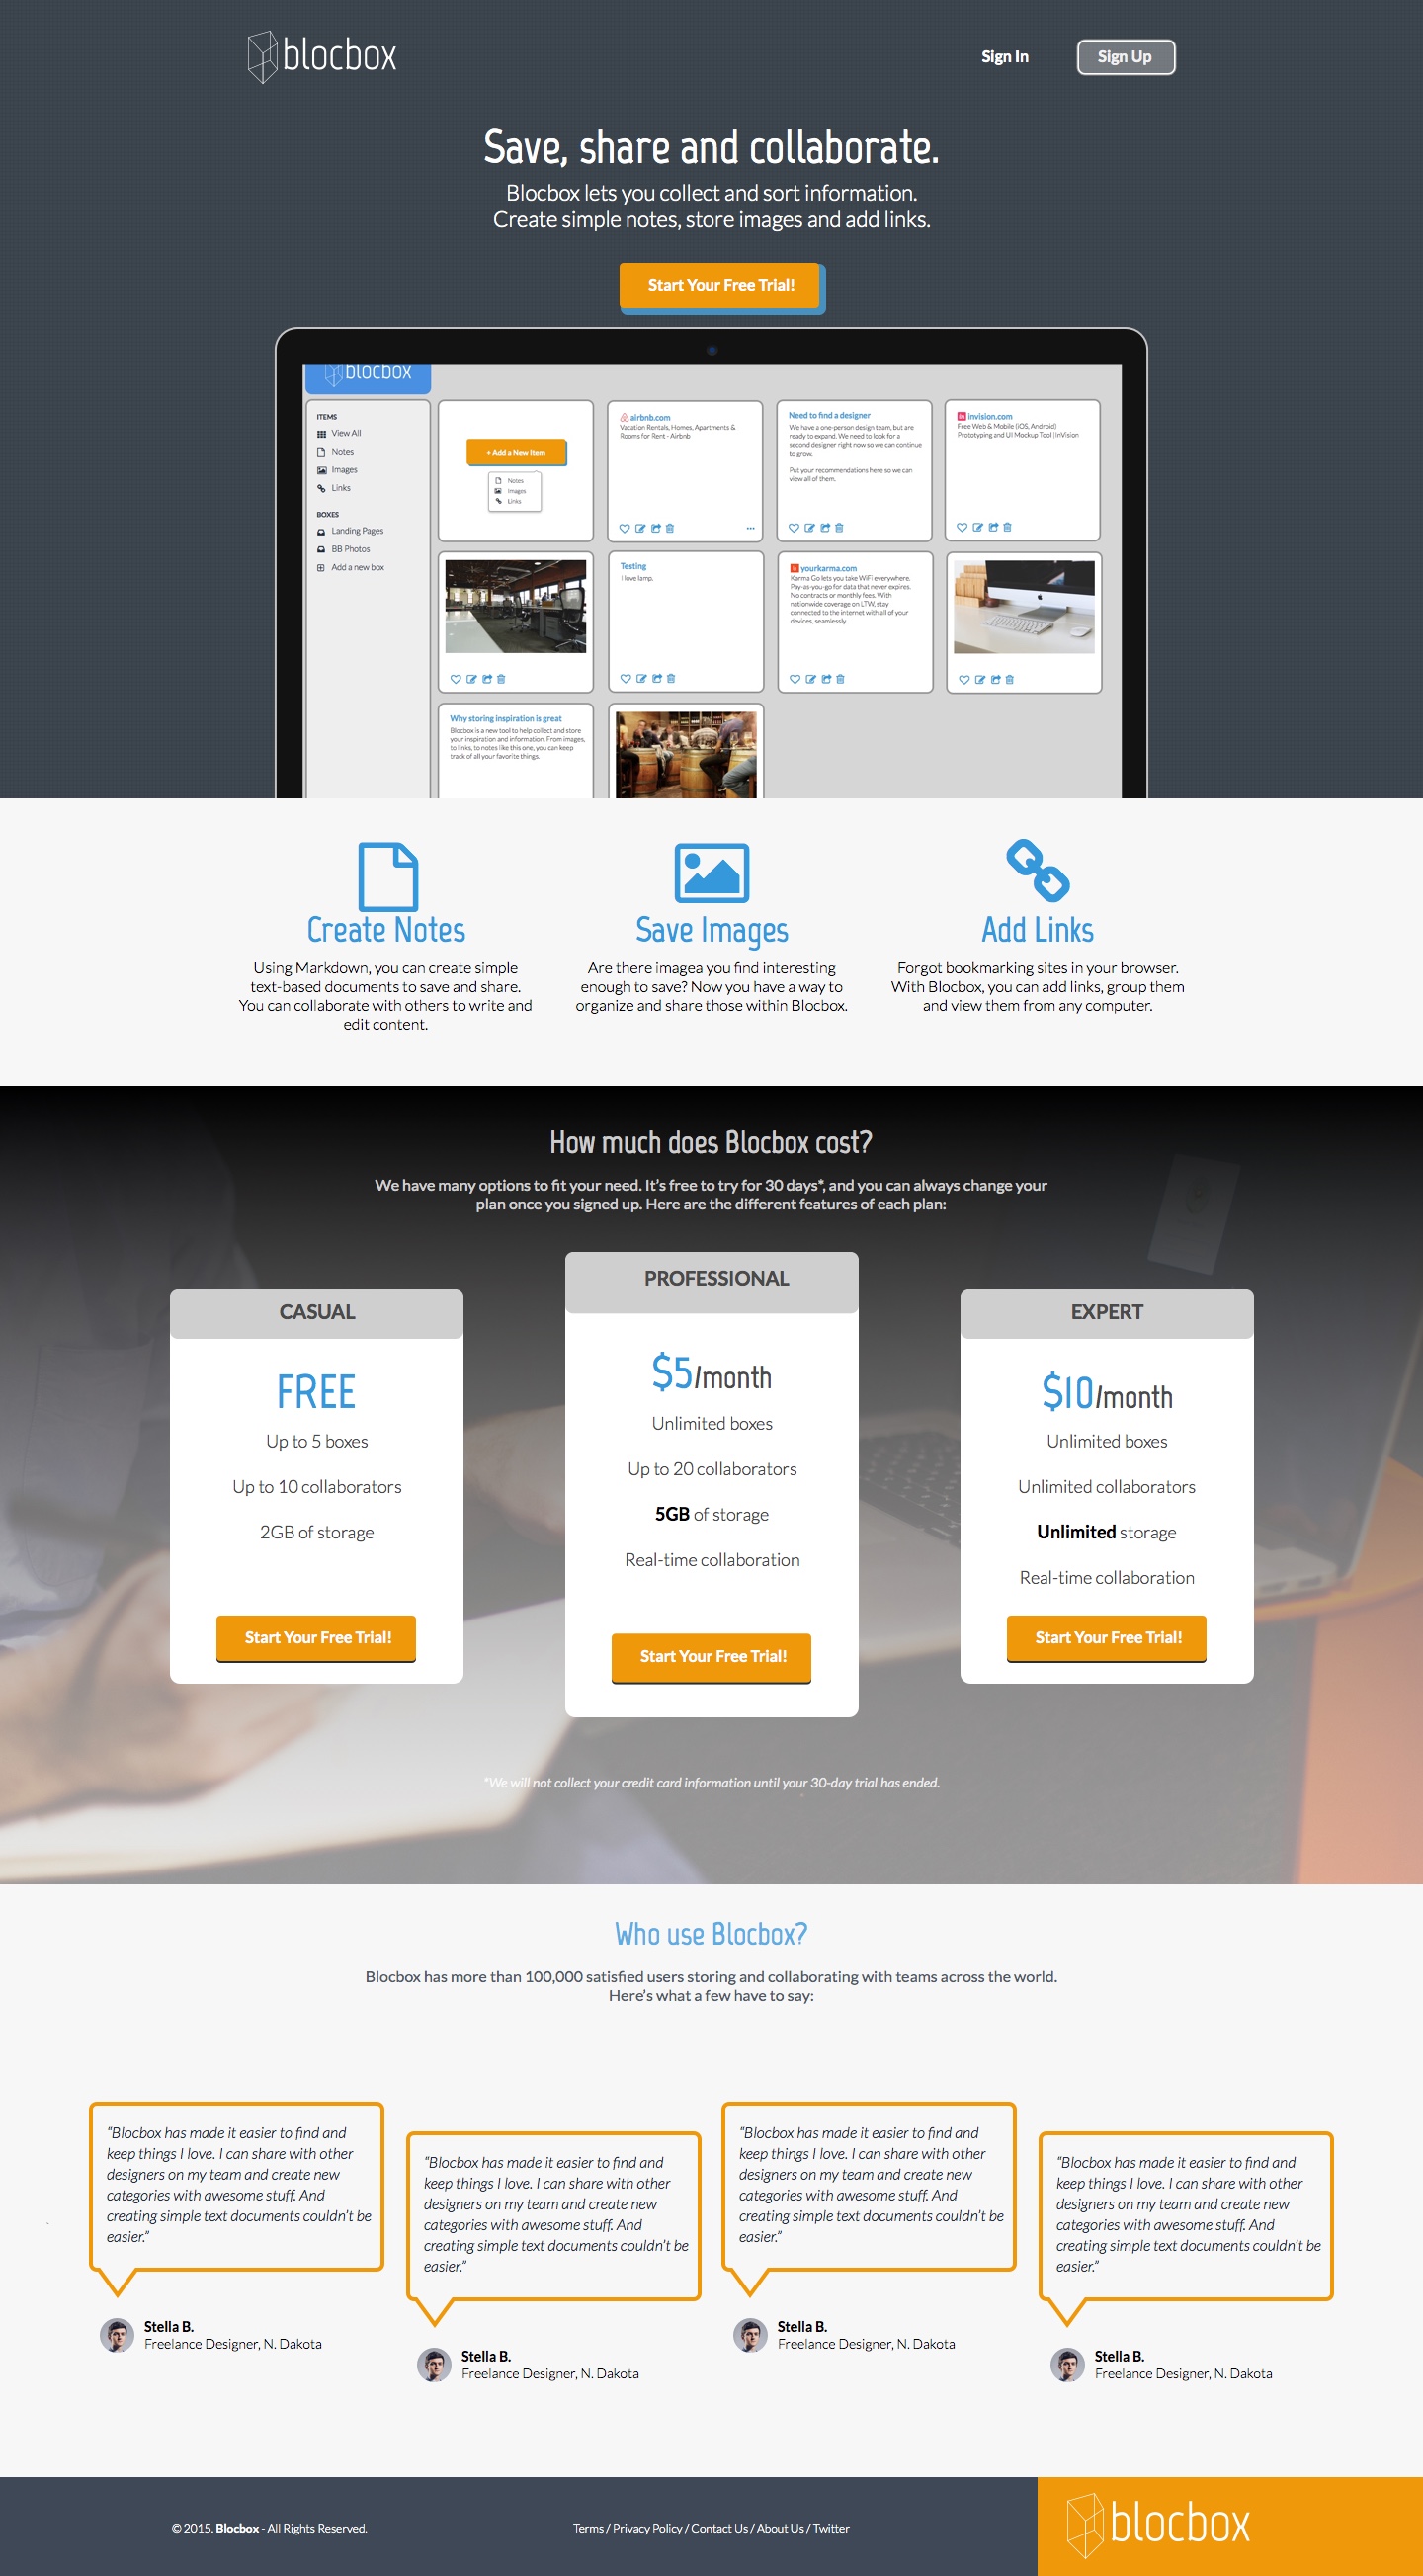 blocbox
Sign In
Sign Up
Save, share and collaborate.
Blocbox lets you collect and sort information.
Create simple notes, store images and add links.
Start Your Free Trial!
blocbox
ITEMS
View All
Notes
Images
Links
BOXES
Landing Pages
BB Photos
Add a new box
+ Add a New Item
Notes
Images
Links
airbnb.com
Vacation Rentals, Homes, Apartments &
Rooms for Rent - Airbnb
Need to find a designer
We have a one-person design team, but are
ready to expand. We need to look for a
second designer right now so we can continue
to grow.
Put your recommendations here so we can
view all of them.
in invision.com
Free Web & Mobile (iOS, Android)
Prototyping and UI Mockup Tool |InVision
Testing
I love lamp.
yourkarma.com
Karma Go lets you take WiFi everywhere.
Pay-as-you-go for data that never expires.
No contracts or monthly fees. With
nationwide coverage on LTW, stay
connected to the internet with all of your
devices, seamlessly.
Why storing inspiration is great
Blocbox is a new tool to help collect and store
your inspiration and information. From images,
to links, to notes like this one, you can keep
track of all your favorite things.
Create Notes
Using Markdown, you can create simple
text-based documents to save and share.
You can collaborate with others to write and
edit content.
Save Images
Are there imagea you find interesting
enough to save? Now you have a way to
organize and share those within Blocbox.
Add Links
Forgot bookmarking sites in your browser.
With Blocbox, you can add links, group them
and view them from any computer.
How much does Blocbox cost?
We have many options to fit your need. It's free to try for 30 days*, and you can always change your
plan once you signed up. Here are the different features of each plan:
CASUAL
FREE
Up to 5 boxes
Up to 10 collaborators
2GB of storage
Start Your Free Trial!
PROFESSIONAL
$5/month
Unlimited boxes
Up to 20 collaborators
5GB of storage
Real-time collaboration
Start Your Free Trial!
EXPERT
$10/month
Unlimited boxes
Unlimited collaborators
Unlimited storage
Real-time collaboration
Start Your Free Trial!
*We will not collect your credit card information until your 30-day trial has ended.
Who use Blocbox?
Blocbox has more than 100,000 satisfied users storing and collaborating with teams across the world.
Here's what a few have to say:
“Blocbox has made it easier to find and
keep things I love. I can share with other
designers on my team and create new
categories with awesome stuff. And
creating simple text documents couldn't be
easier.”
Stella B.
Freelance Designer, N. Dakota
“Blocbox has made it easier to find and
keep things I love. I can share with other
designers on my team and create new
categories with awesome stuff. And
creating simple text documents couldn't be
easier.”
Stella B.
Freelance Designer, N. Dakota
“Blocbox has made it easier to find and
keep things I love. I can share with other
designers on my team and create new
categories with awesome stuff. And
creating simple text documents couldn't be
easier.”
Stella B.
Freelance Designer, N. Dakota
“Blocbox has made it easier to find and
keep things I love. I can share with other
designers on my team and create new
categories with awesome stuff. And
creating simple text documents couldn't be
easier.”
Stella B.
Freelance Designer, N. Dakota
© 2015. Blocbox - All Rights Reserved.
Terms / Privacy Policy / Contact Us / About Us / Twitter
blocbox